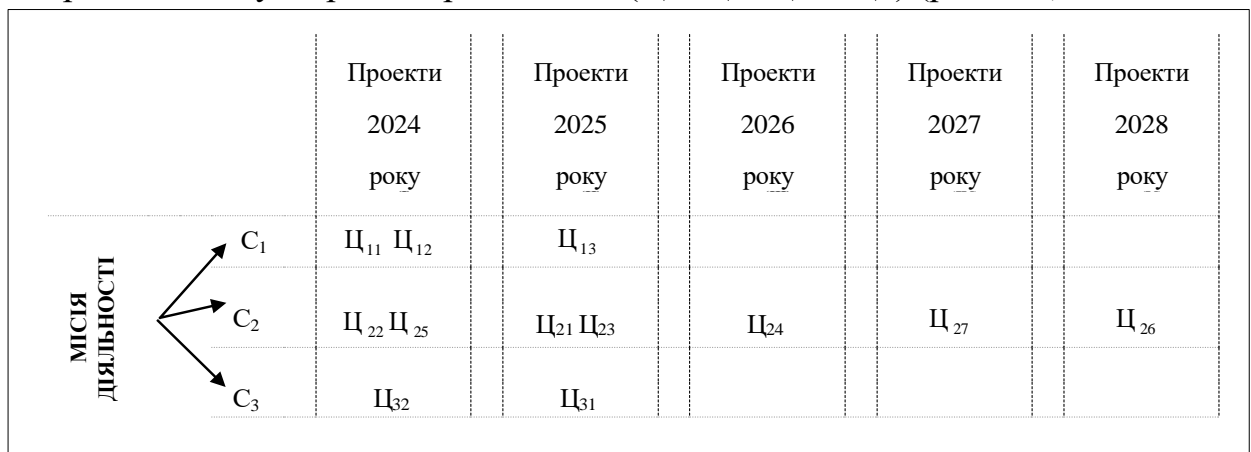 Проекти Проекти Проекти Проекти Проекти
2024 2025 2026 2027 2028
року року року року року
МІСІЯ
ДІЯЛЬНОСТІ
С1 Ц11 Ц12 Ц13
С2 Ц22 Ц25 Ц21 Ц23 Ц24 Ц27 Ц26
С3 Ц32 Ц31